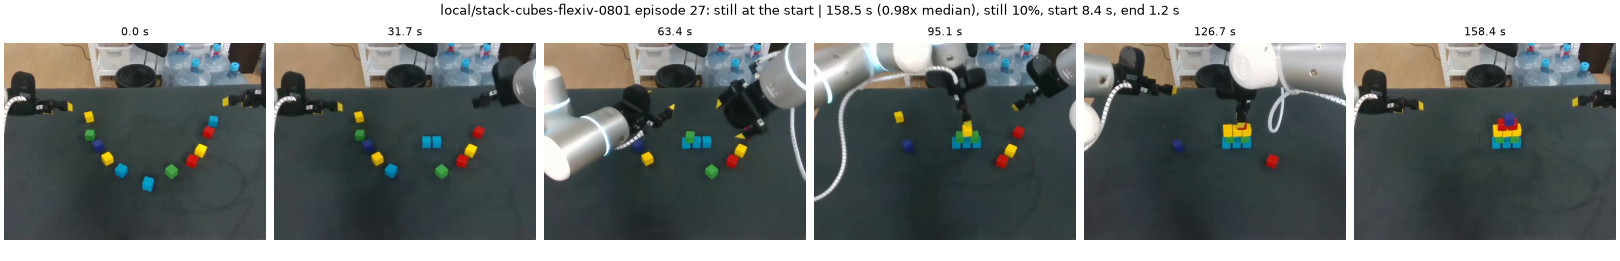 local/stack-cubes-flexiv-0801 episode 27: still at the start | 158.5 s (0.98x median), still 10%, start 8.4 s, end 1.2 s
0.0 s
31.7 s
63.4 s
95.1 s
126.7 s
158.4 s